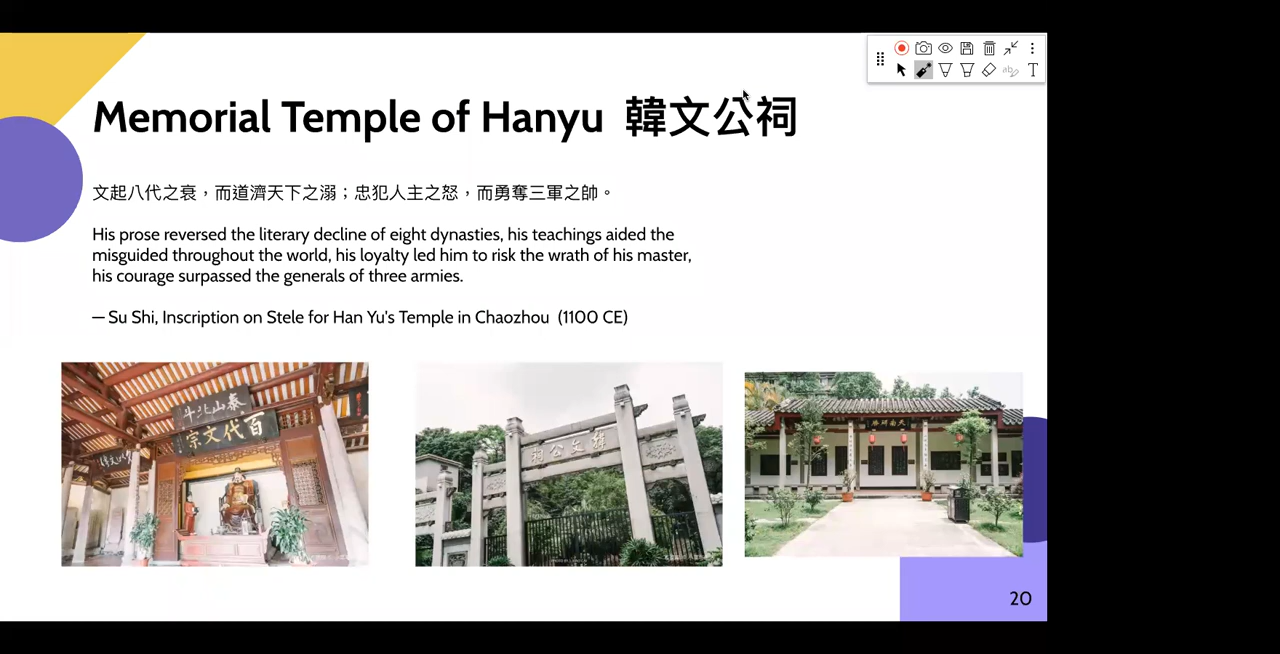 Memorial Temple of Hanyu 韓文公祠
文起八代之衰，而道濟天下之溺；忠犯人主之怒，而勇奪三軍之帥。
His prose reversed the literary decline of eight dynasties, his teachings aided the
misguided throughout the world, his loyalty led him to risk the wrath of his master,
his courage surpassed the generals of three armies.
— Su Shi, Inscription on Stele for Han Yu's Temple in Chaozhou (1100 CE)
斗北山泰
宗文代百
祠公文韓
20